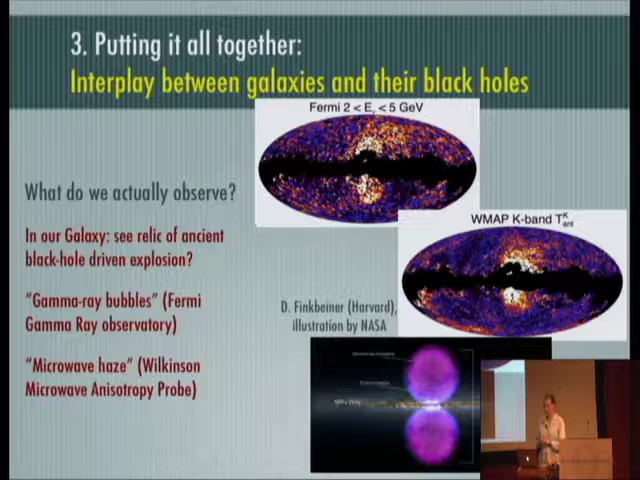 3. Putting it all together:
Interplay between galaxies and their black holes
Fermi 2 < Eγ < 5 GeV
What do we actually observe?
WMAP K-band T^K_ant
In our Galaxy: see relic of ancient
black-hole driven explosion?
"Gamma-ray bubbles" (Fermi
Gamma Ray observatory)
D. Finkbeiner (Harvard),
illustration by NASA
"Microwave haze" (Wilkinson
Microwave Anisotropy Probe)